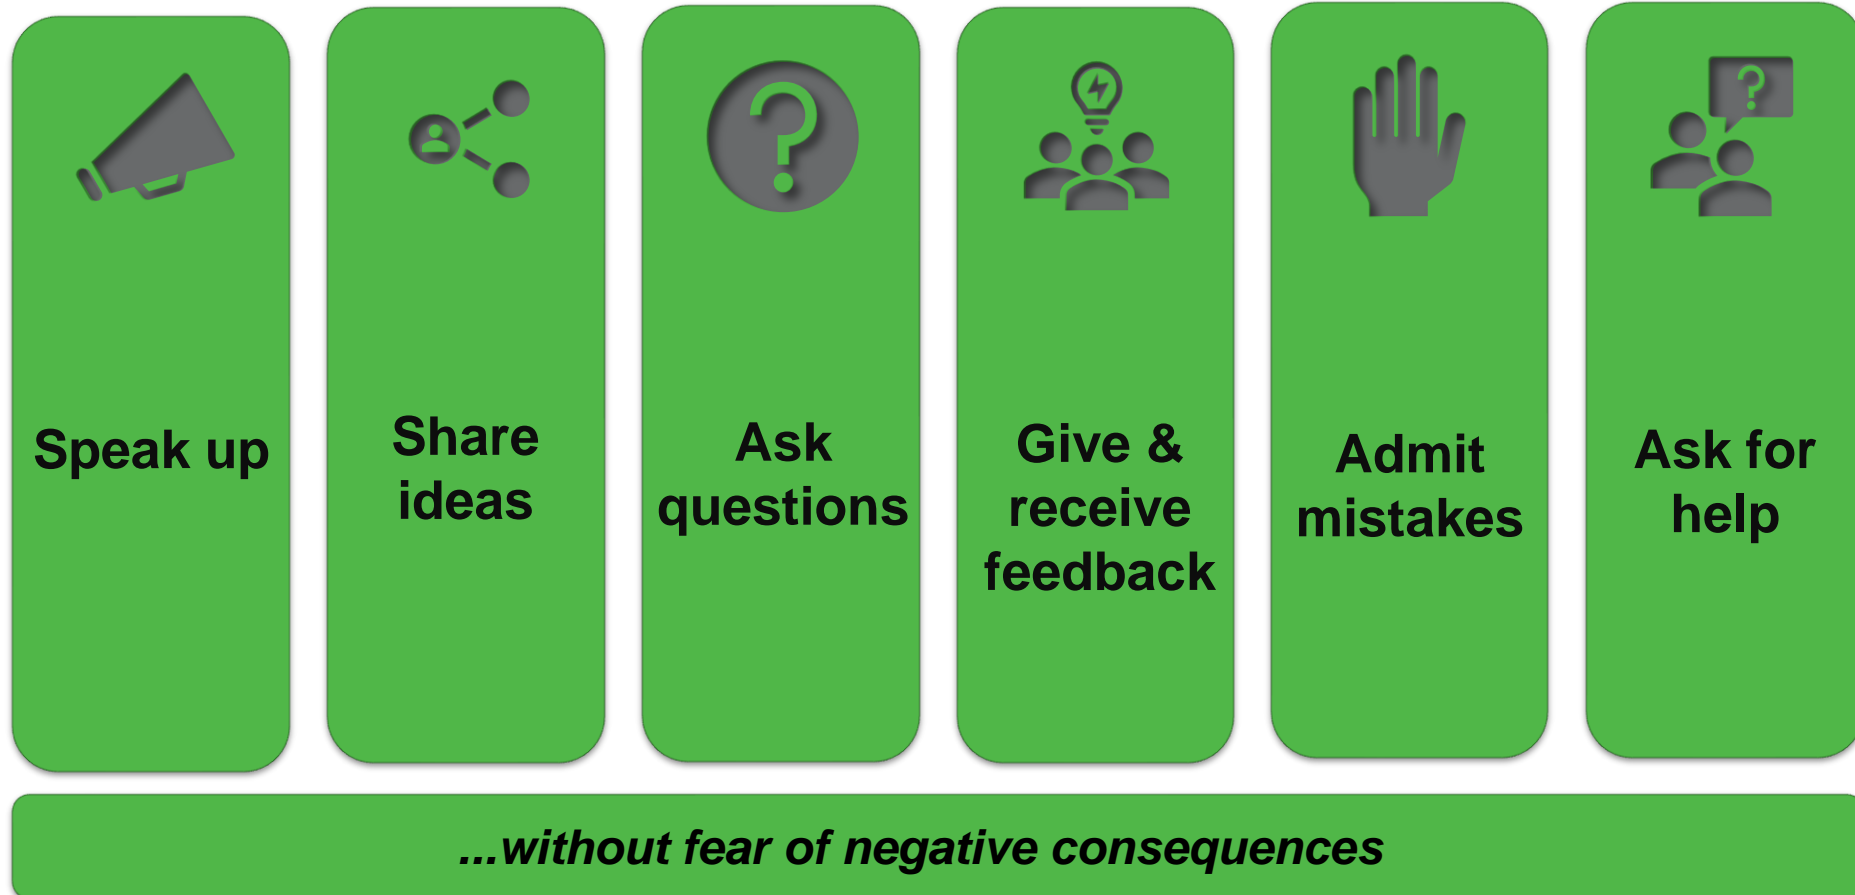 Speak up
Share
ideas
Ask
questions
Give &
receive
feedback
Admit
mistakes
Ask for
help
...without fear of negative consequences